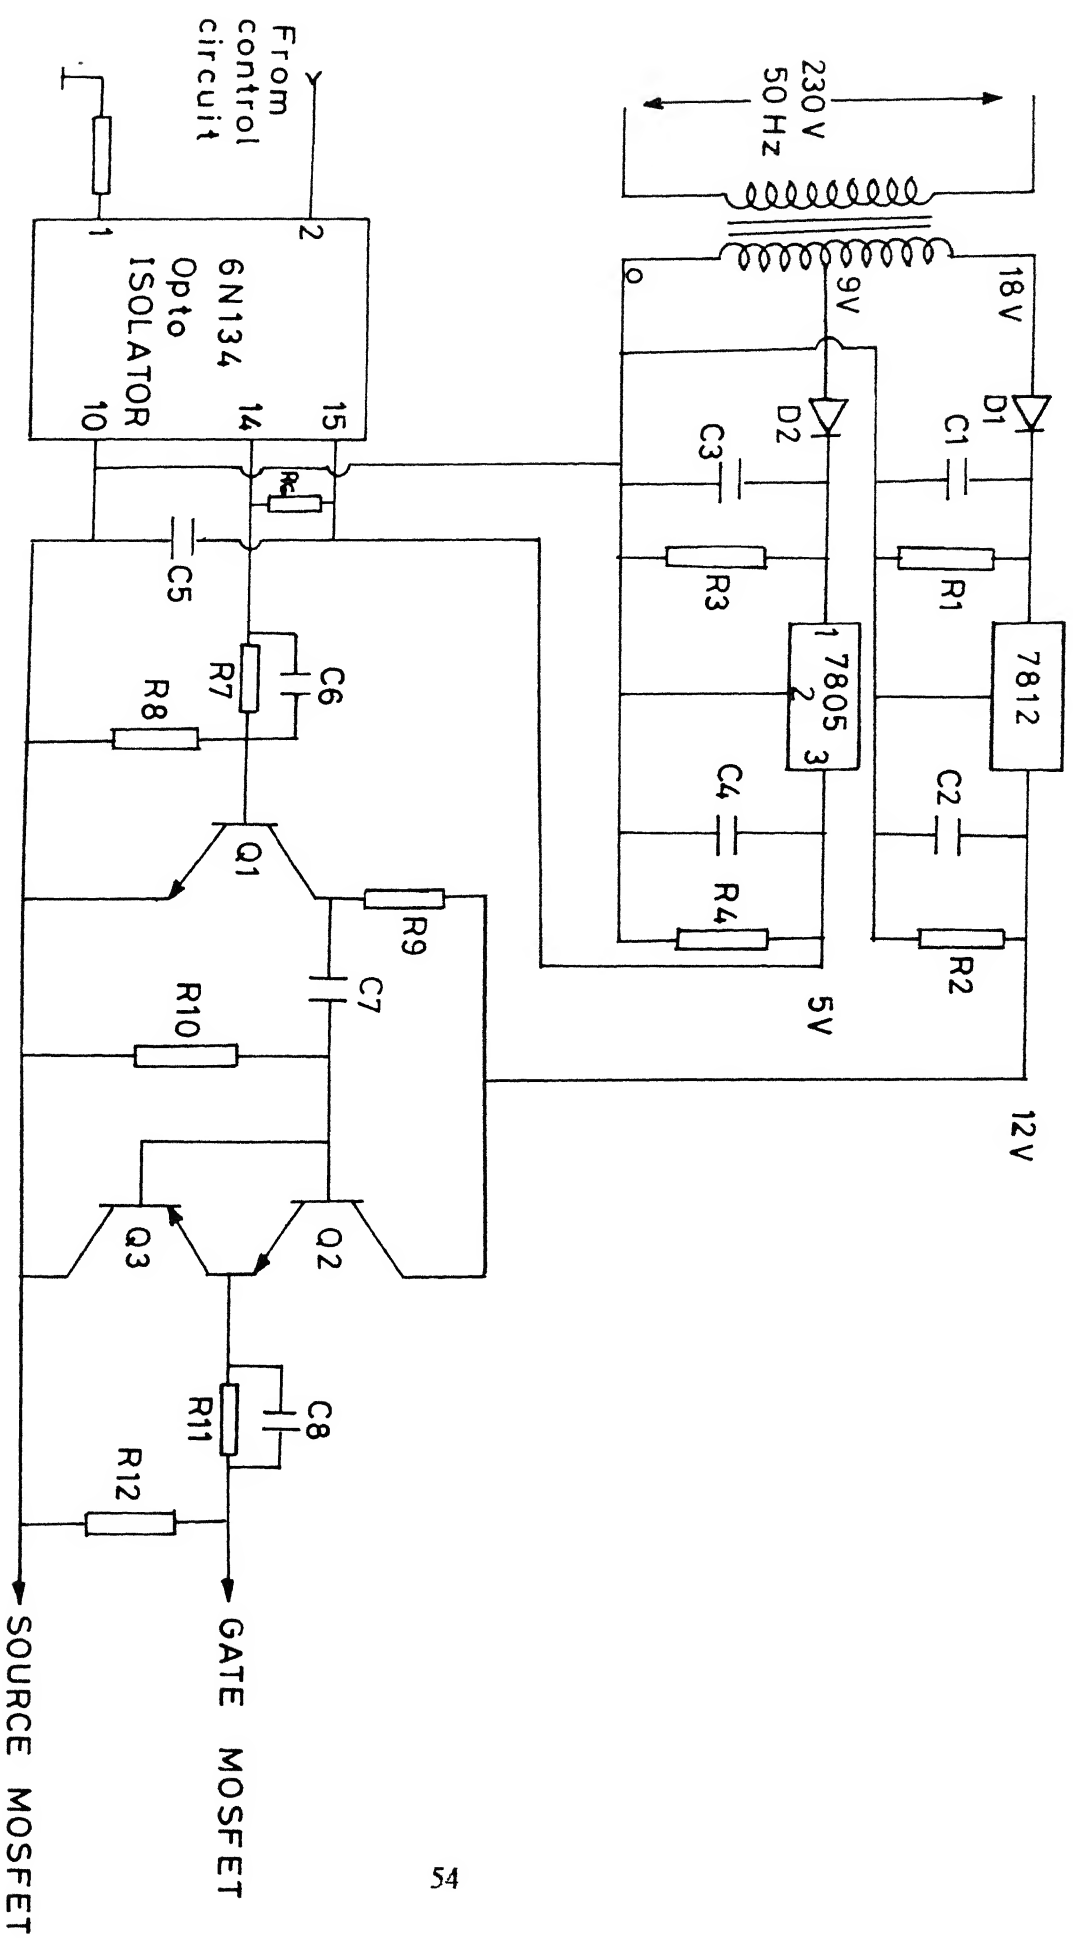 230V
50Hz
18V
9V
0
D1
C1
R1
7812
C2
R2
12V
D2
C3
R3
1 7805 3
2
C4
R4
5V
From
control
circuit
2
1
6N134
Opto
ISOLATOR
15
14
10
Rc
C5
C6
R7
R8
Q1
R9
C7
R10
Q2
Q3
C8
R11
R12
GATE MOSFET
SOURCE MOSFET
54